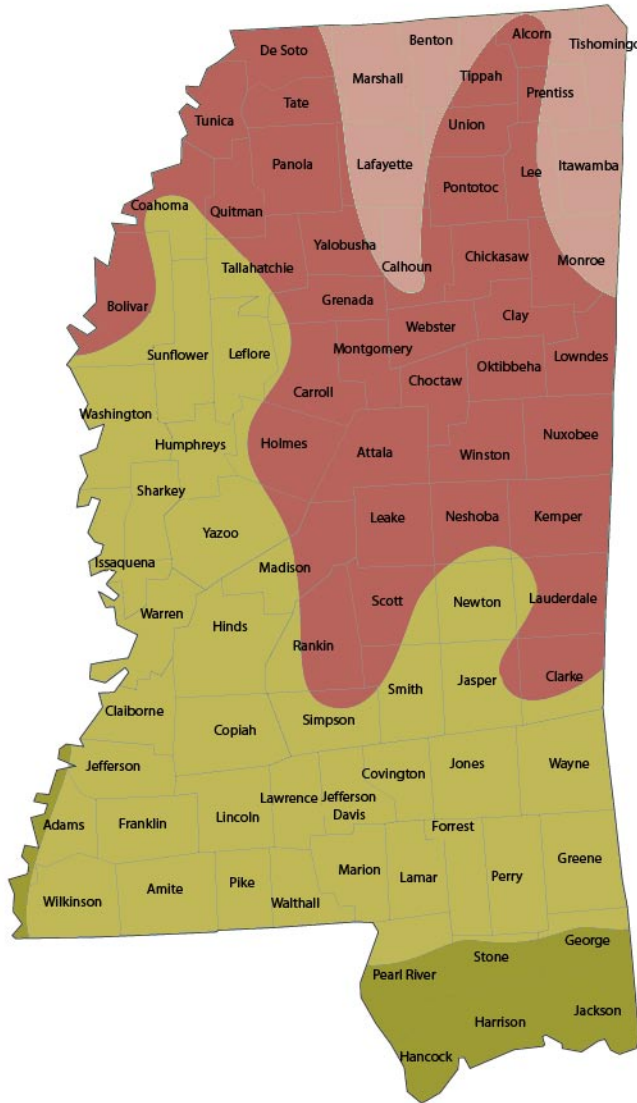 Alcorn
Benton
Tishomingo
De Soto
Marshall
Tippah
Prentiss
Tate
Tunica
Union
Panola
Lafayette
Lee
Itawamba
Pontotoc
Coahoma
Quitman
Yalobusha
Chickasaw
Monroe
Tallahatchie
Calhoun
Bolivar
Grenada
Clay
Webster
Sunflower
Leflore
Montgomery
Lowndes
Oktibbeha
Choctaw
Carroll
Washington
Humphreys
Holmes
Nuxobee
Attala
Winston
Sharkey
Leake
Neshoba
Kemper
Yazoo
Issaquena
Madison
Scott
Newton
Lauderdale
Warren
Hinds
Rankin
Clarke
Jasper
Smith
Claiborne
Simpson
Copiah
Jefferson
Jones
Wayne
Covington
Lawrence
Jefferson
Davis
Adams
Franklin
Lincoln
Forrest
Greene
Marion
Lamar
Perry
Pike
Amite
Wilkinson
Walthall
George
Stone
Pearl River
Jackson
Harrison
Hancock